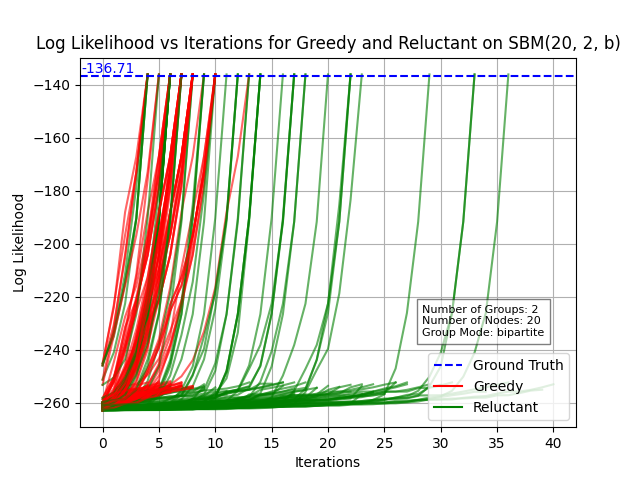 Log Likelihood vs Iterations for Greedy and Reluctant on SBM(20, 2, b)
-136.71
−140
−160
−180
−200
−220
−240
−260
Log Likelihood
Number of Groups: 2
Number of Nodes: 20
Group Mode: bipartite
Ground Truth
Greedy
Reluctant
0 5 10 15 20 25 30 35 40
Iterations